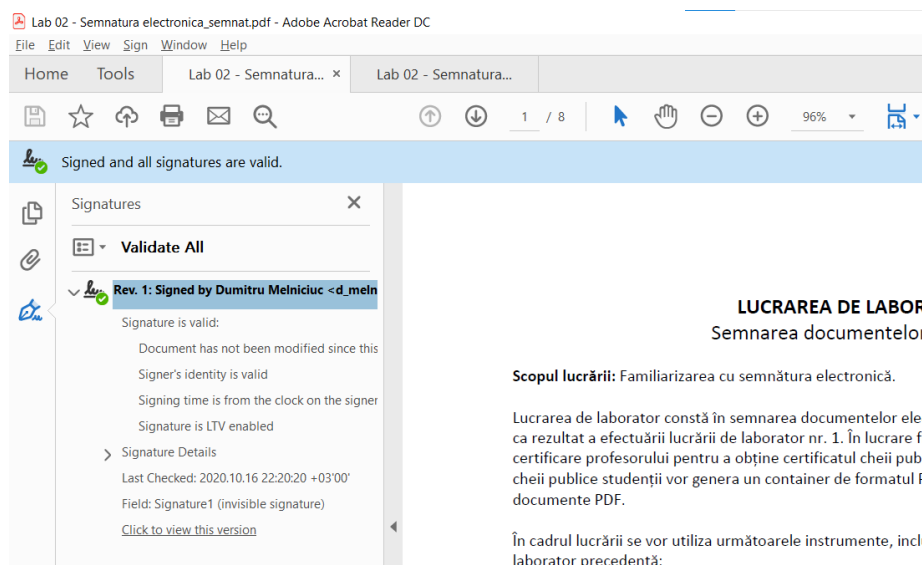 Lab 02 - Semnatura electronica_semnat.pdf - Adobe Acrobat Reader DC
File Edit View Sign Window Help
Home Tools Lab 02 - Semnatura... × Lab 02 - Semnatura...
1 / 8 96%
Signed and all signatures are valid.
Signatures
Validate All
Rev. 1: Signed by Dumitru Melniciuc <d_meln
Signature is valid:
Document has not been modified since this
Signer's identity is valid
Signing time is from the clock on the signer
Signature is LTV enabled
Signature Details
Last Checked: 2020.10.16 22:20:20 +03'00'
Field: Signature1 (invisible signature)
Click to view this version
LUCRAREA DE LABOR
Semnarea documentelor
Scopul lucrării: Familiarizarea cu semnătura electronică.
Lucrarea de laborator constă în semnarea documentelor ele
ca rezultat a efectuării lucrării de laborator nr. 1. În lucrare f
certificare profesorului pentru a obține certificatul cheii pub
cheii publice studenții vor genera un container de formatul P
documente PDF.
În cadrul lucrării se vor utiliza următoarele instrumente, incl
laborator precedentă: